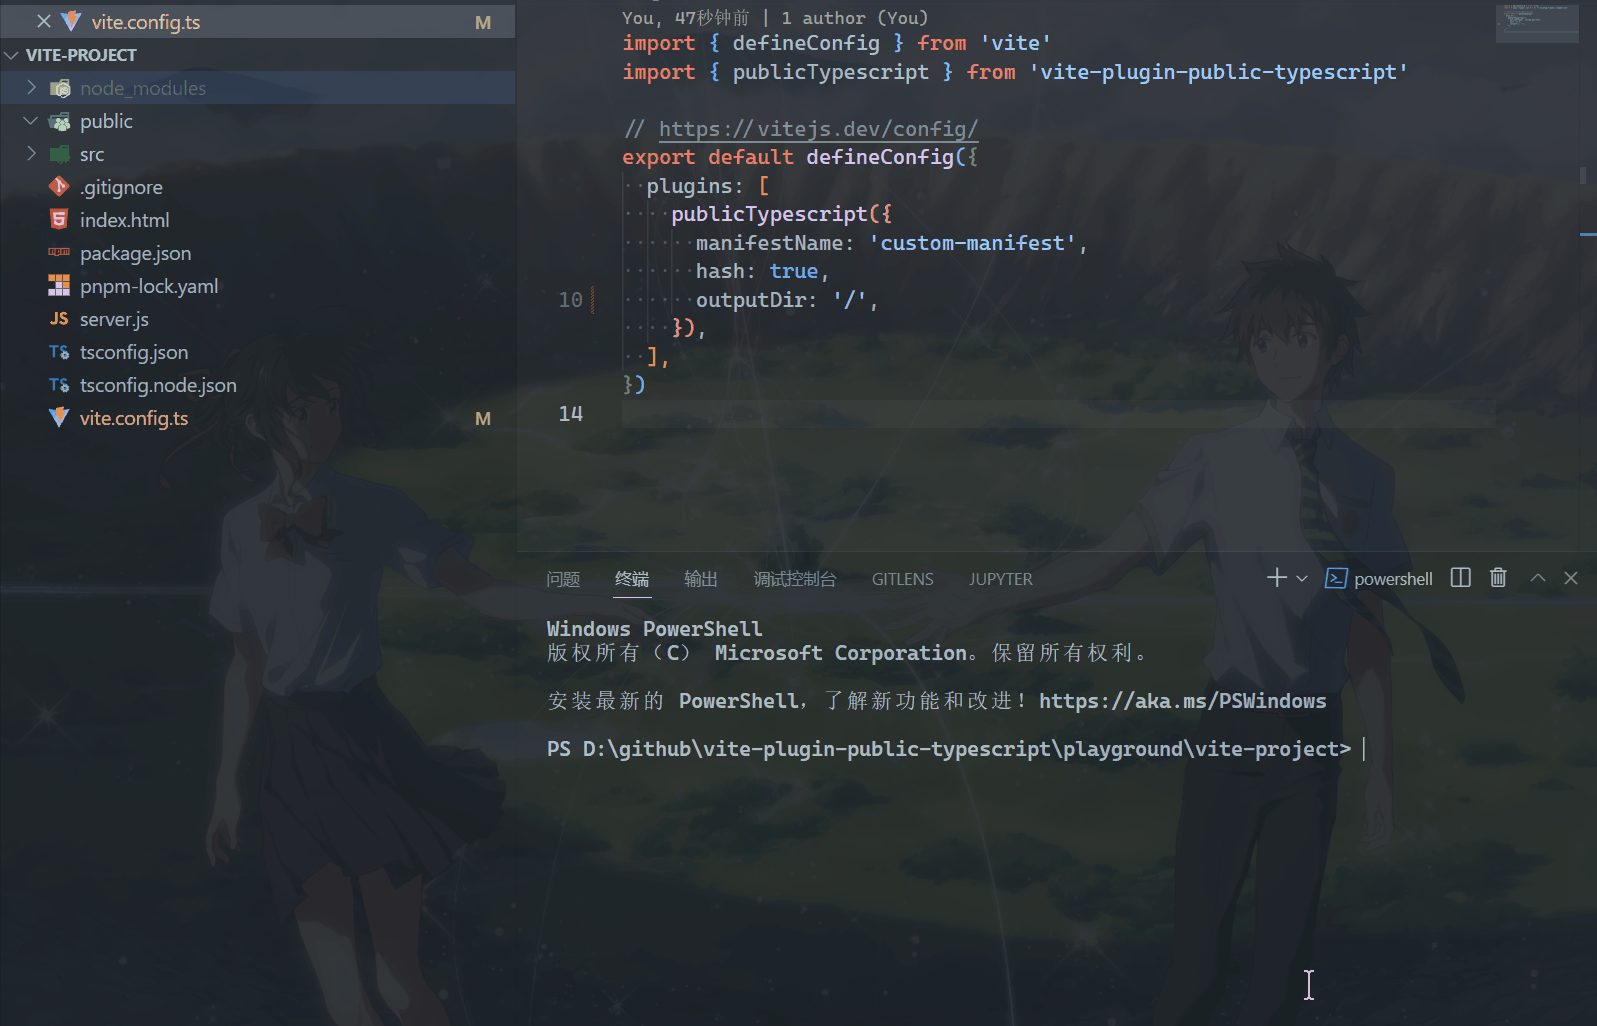 vite.config.ts M
VITE-PROJECT
node_modules
public
src
.gitignore
index.html
package.json
pnpm-lock.yaml
JS server.js
TS tsconfig.json
TS tsconfig.node.json
vite.config.ts M
You, 47秒钟前 | 1 author (You)
import { defineConfig } from 'vite'
import { publicTypescript } from 'vite-plugin-public-typescript'
// https://vitejs.dev/config/
export default defineConfig({
plugins: [
publicTypescript({
manifestName: 'custom-manifest',
hash: true,
10 outputDir: '/',
}),
],
})
14
问题 终端 输出 调试控制台 GITLENS JUPYTER powershell
Windows PowerShell
版权所有（C） Microsoft Corporation。保留所有权利。
安装最新的 PowerShell，了解新功能和改进！https://aka.ms/PSWindows
PS D:\github\vite-plugin-public-typescript\playground\vite-project>